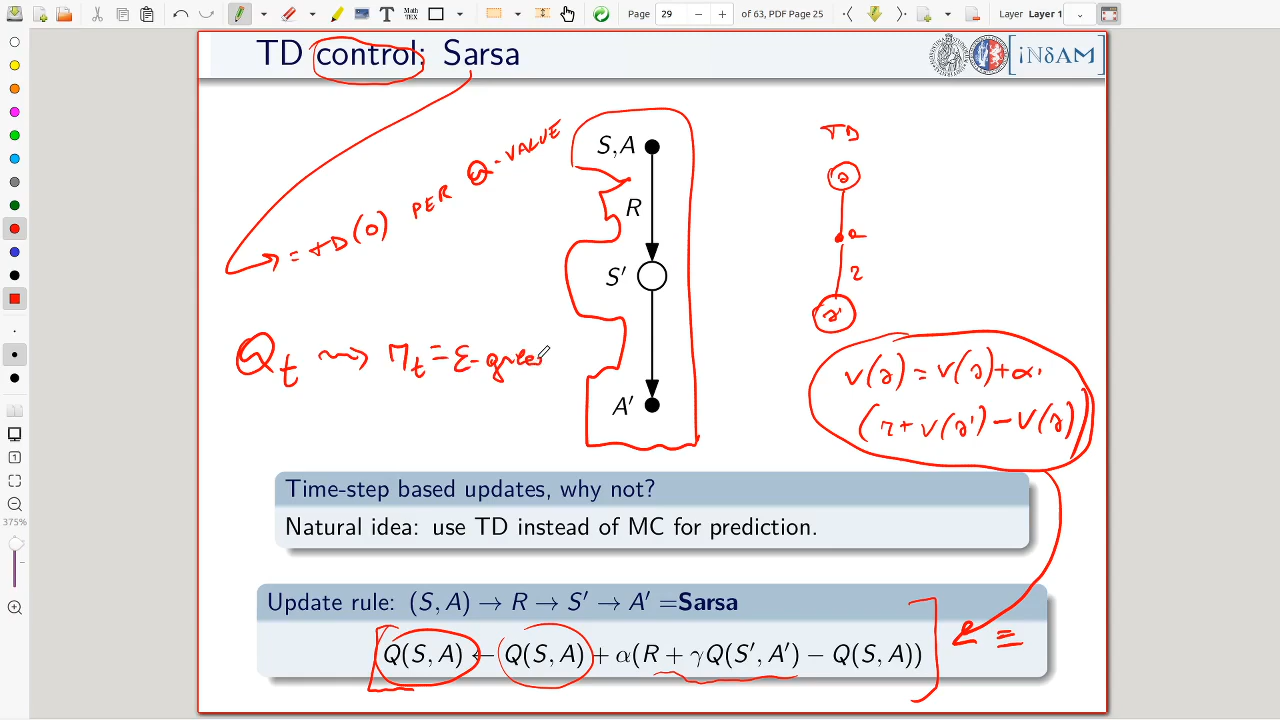 Page 29 of 62 PDF Page 25 Layer Layer 1
TD control: Sarsa
iNδAM
375%
TD
S, A
R
S′
A′
= TD(0) PER Q-VALUE
Q_t ⇝ π_t = ε-gree
v(s) = v(s) + α·
(r + v(s') − v(s))
Time-step based updates, why not?
Natural idea: use TD instead of MC for prediction.
Update rule: (S, A) → R → S′ → A′ =Sarsa
Q(S, A) ← Q(S, A) + α(R + γQ(S′, A′) − Q(S, A))